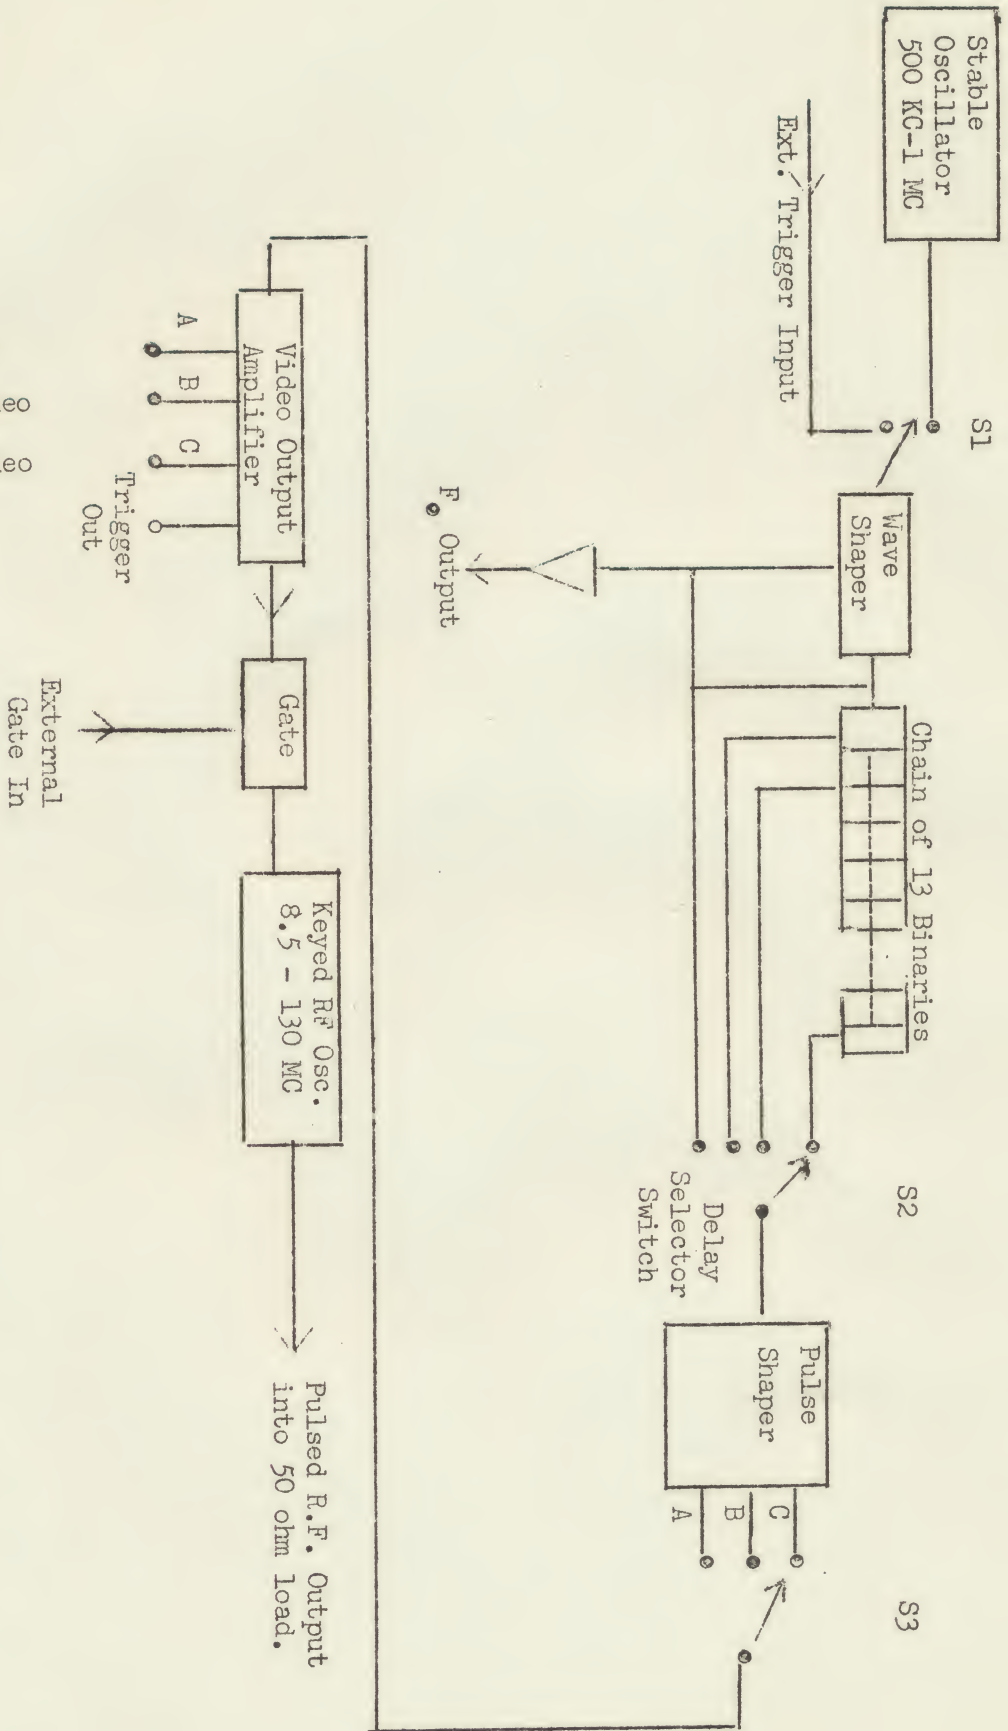 Stable
Oscillator
500 KC-1 MC
Ext. Trigger Input
S1
Wave
Shaper
Chain of 13 Binaries
F. Output
S2
Delay
Selector
Switch
Pulse
Shaper
C
B
A
S3
Video Output
Amplifier
A
B
C
Trigger
Out
Gate
External
Gate In
Keyed RF Osc.
8.5 - 130 MC
Pulsed R.F. Output
into 50 ohm load.